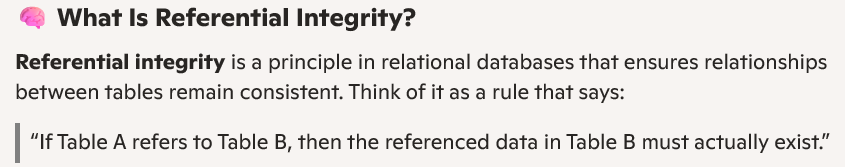 🧠 What Is Referential Integrity?
Referential integrity is a principle in relational databases that ensures relationships
between tables remain consistent. Think of it as a rule that says:
“If Table A refers to Table B, then the referenced data in Table B must actually exist.”